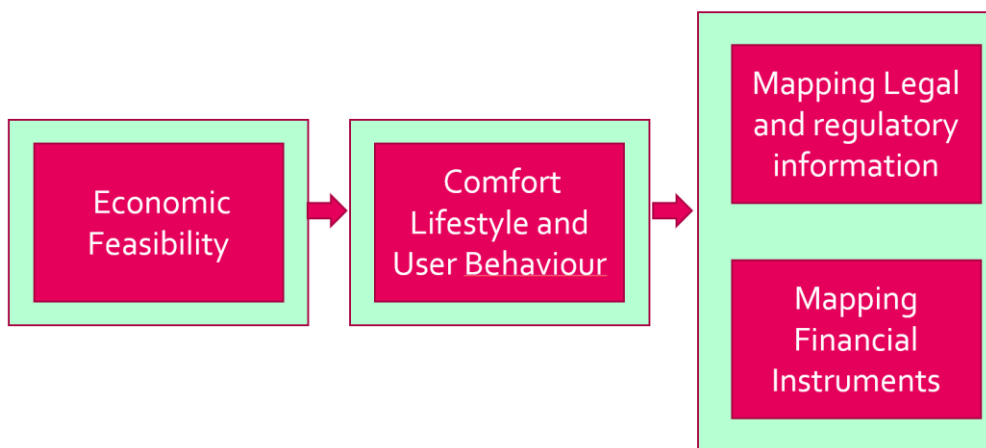 Economic
Feasibility
Comfort
Lifestyle and
User Behaviour
Mapping Legal
and regulatory
information
Mapping
Financial
Instruments